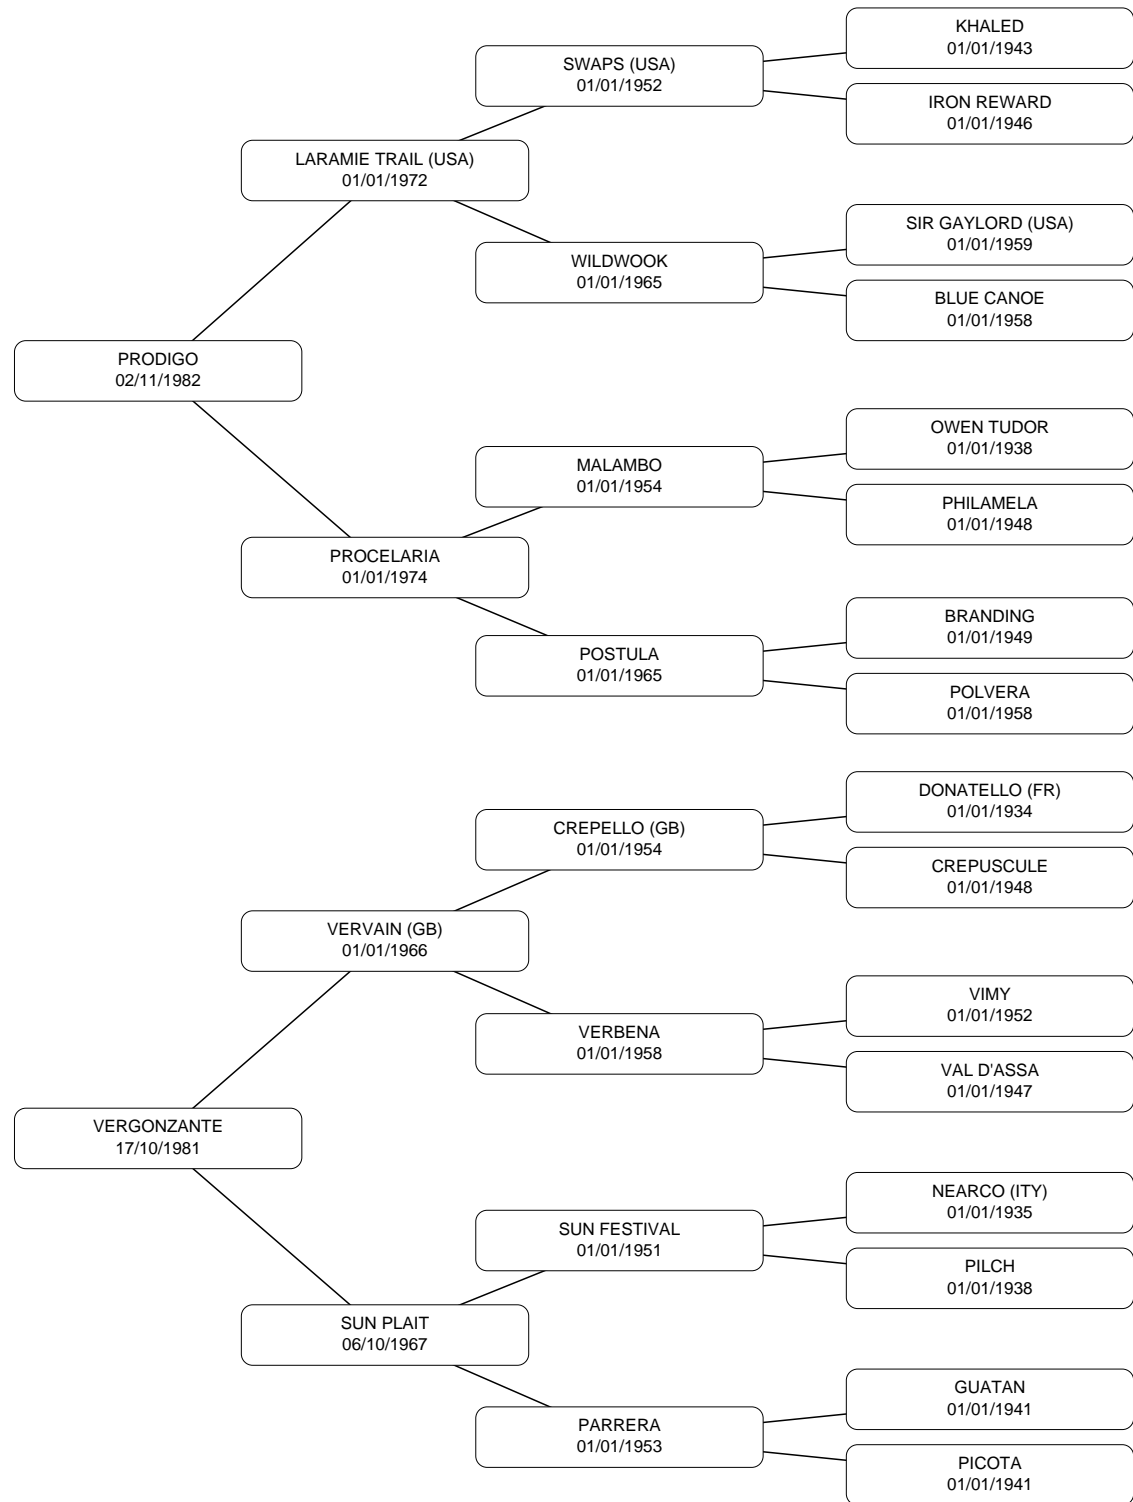 KHALED
01/01/1943
SWAPS (USA)
01/01/1952
IRON REWARD
01/01/1946
LARAMIE TRAIL (USA)
01/01/1972
SIR GAYLORD (USA)
01/01/1959
WILDWOOK
01/01/1965
BLUE CANOE
01/01/1958
PRODIGO
02/11/1982
OWEN TUDOR
01/01/1938
MALAMBO
01/01/1954
PHILAMELA
01/01/1948
PROCELARIA
01/01/1974
BRANDING
01/01/1949
POSTULA
01/01/1965
POLVERA
01/01/1958
DONATELLO (FR)
01/01/1934
CREPELLO (GB)
01/01/1954
CREPUSCULE
01/01/1948
VERVAIN (GB)
01/01/1966
VIMY
01/01/1952
VERBENA
01/01/1958
VAL D'ASSA
01/01/1947
VERGONZANTE
17/10/1981
NEARCO (ITY)
01/01/1935
SUN FESTIVAL
01/01/1951
PILCH
01/01/1938
SUN PLAIT
06/10/1967
GUATAN
01/01/1941
PARRERA
01/01/1953
PICOTA
01/01/1941